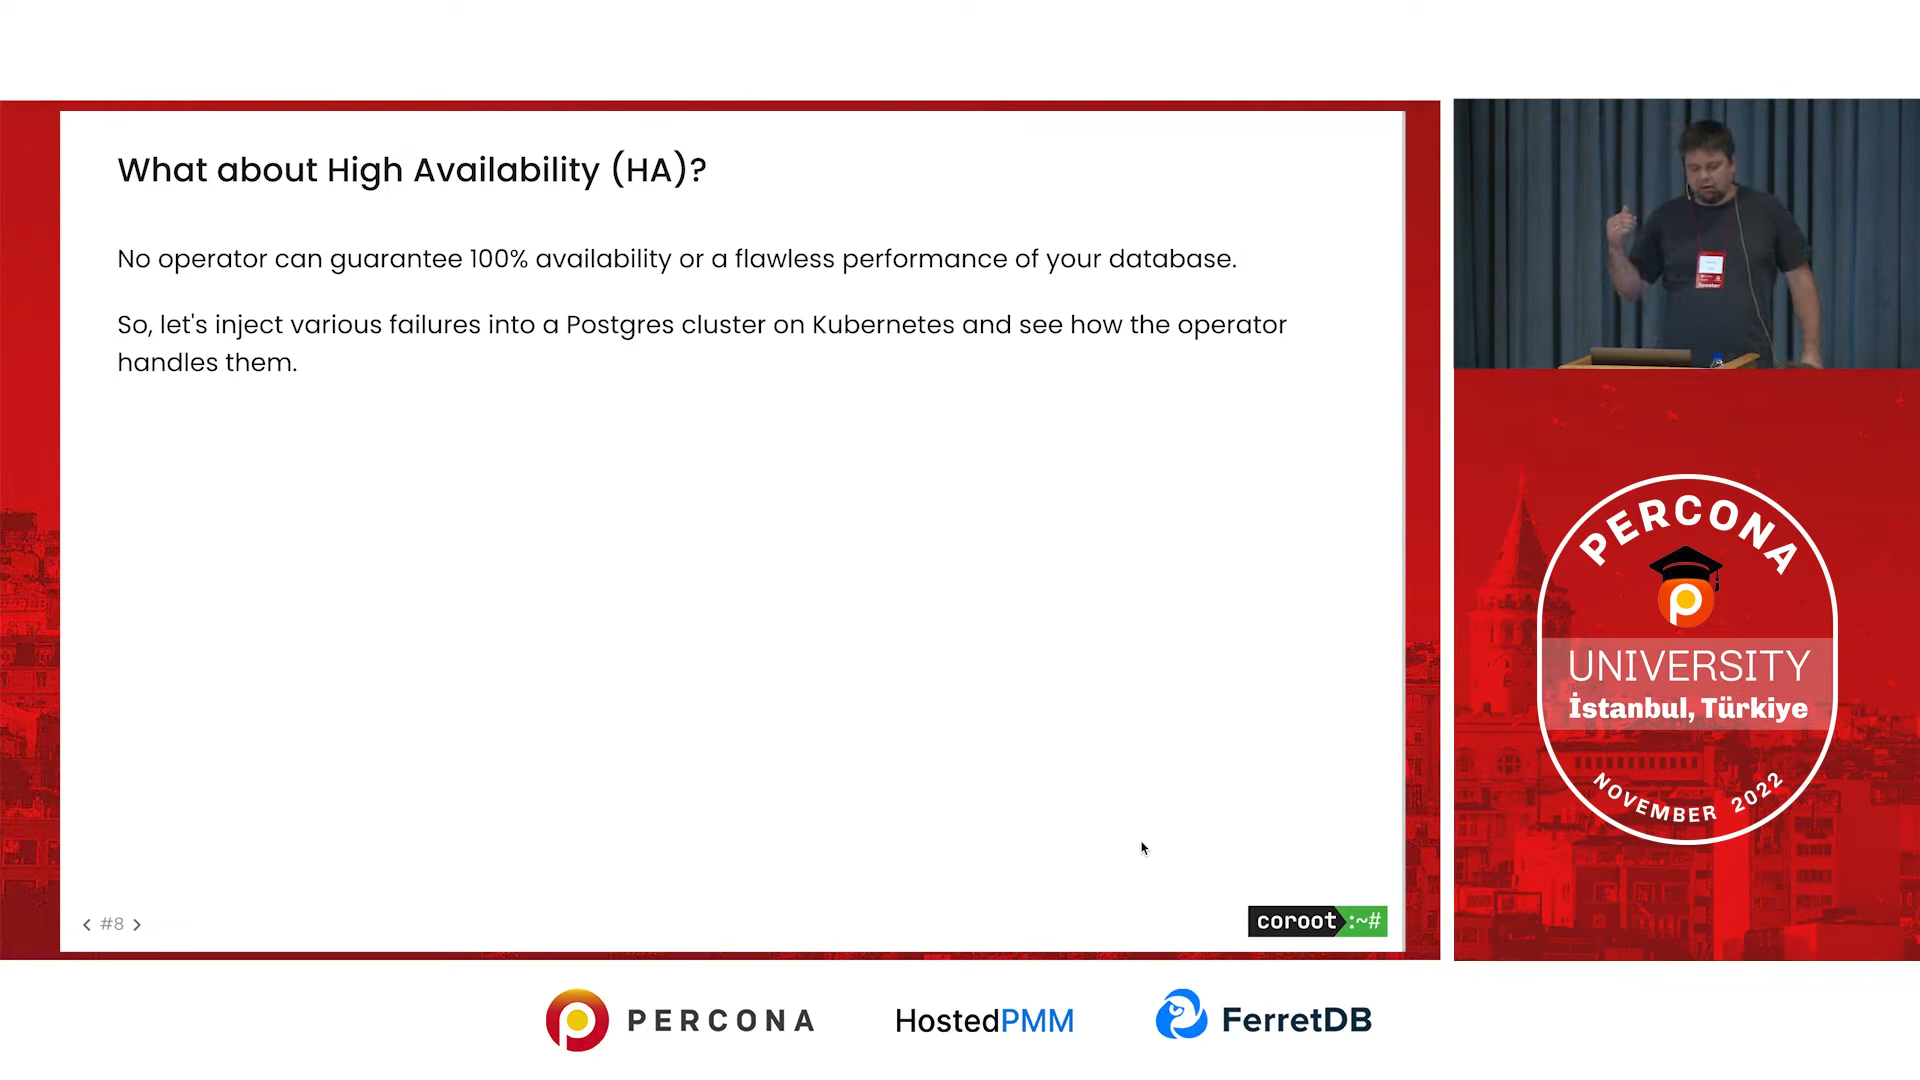 What about High Availability (HA)?
No operator can guarantee 100% availability or a flawless performance of your database.
So, let's inject various failures into a Postgres cluster on Kubernetes and see how the operator
handles them.
< #8 >
coroot :~#
Speaker
PERCONA
UNIVERSITY
İstanbul, Türkiye
NOVEMBER 2022
PERCONA
HostedPMM
FerretDB